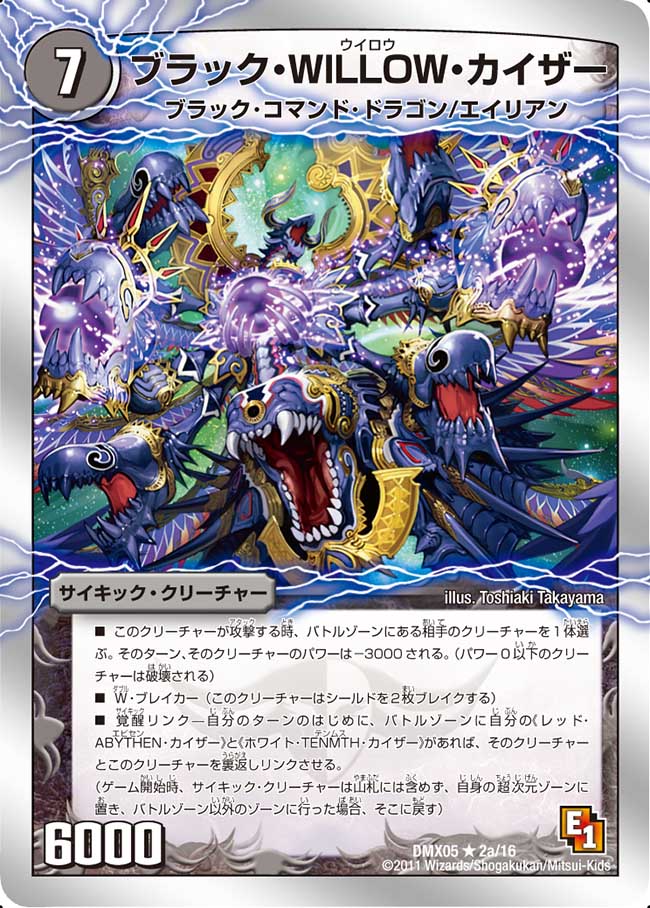 7
ウイロウ
ブラック・WILLOW・カイザー
ブラック・コマンド・ドラゴン/エイリアン
サイキック・クリーチャー
illus. Toshiaki Takayama
■ このクリーチャーが攻撃する時、バトルゾーンにある相手のクリーチャーを1体選
ぶ。そのターン、そのクリーチャーのパワーは−3000される。(パワー0以下のクリー
チャーは破壊される)
■ W・ブレイカー(このクリーチャーはシールドを2枚ブレイクする)
■ 覚醒リンク―自分のターンのはじめに、バトルゾーンに自分の《レッド・
ABYTHEN・カイザー》と《ホワイト・TENMTH・カイザー》があれば、そのクリーチャー
とこのクリーチャーを裏返しリンクさせる。
(ゲーム開始時、サイキック・クリーチャーは山札には含めず、自身の超次元ゾーンに
置き、バトルゾーン以外のゾーンに行った場合、そこに戻す)
6000
E1
DMX05 ★ 2a/16
©2011 Wizards/Shogakukan/Mitsui-Kids